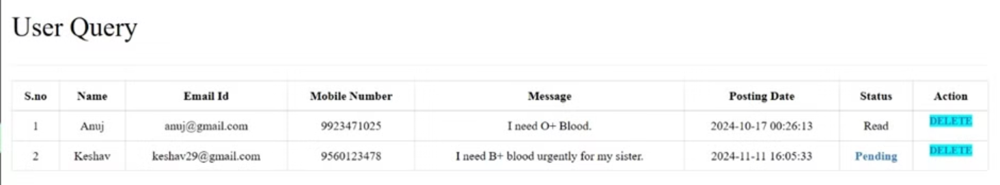 User Query
S.no Name Email Id Mobile Number Message Posting Date Status Action
1 Anuj anuj@gmail.com 9923471025 I need O+ Blood. 2024-10-17 00:26:13 Read DELETE
2 Keshav keshav29@gmail.com 9560123478 I need B+ blood urgently for my sister. 2024-11-11 16:05:33 Pending DELETE